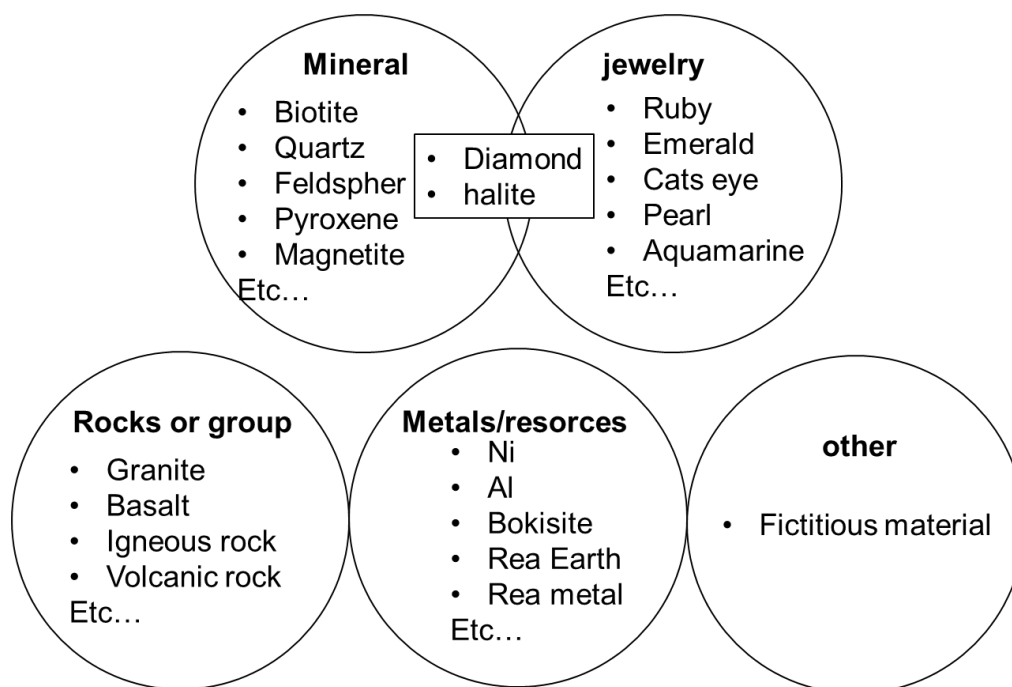 Mineral
• Biotite
• Quartz
• Feldspher
• Pyroxene
• Magnetite
Etc…
• Diamond
• halite
jewelry
• Ruby
• Emerald
• Cats eye
• Pearl
• Aquamarine
Etc…
Rocks or group
• Granite
• Basalt
• Igneous rock
• Volcanic rock
Etc…
Metals/resorces
• Ni
• Al
• Bokisite
• Rea Earth
• Rea metal
Etc…
other
• Fictitious material